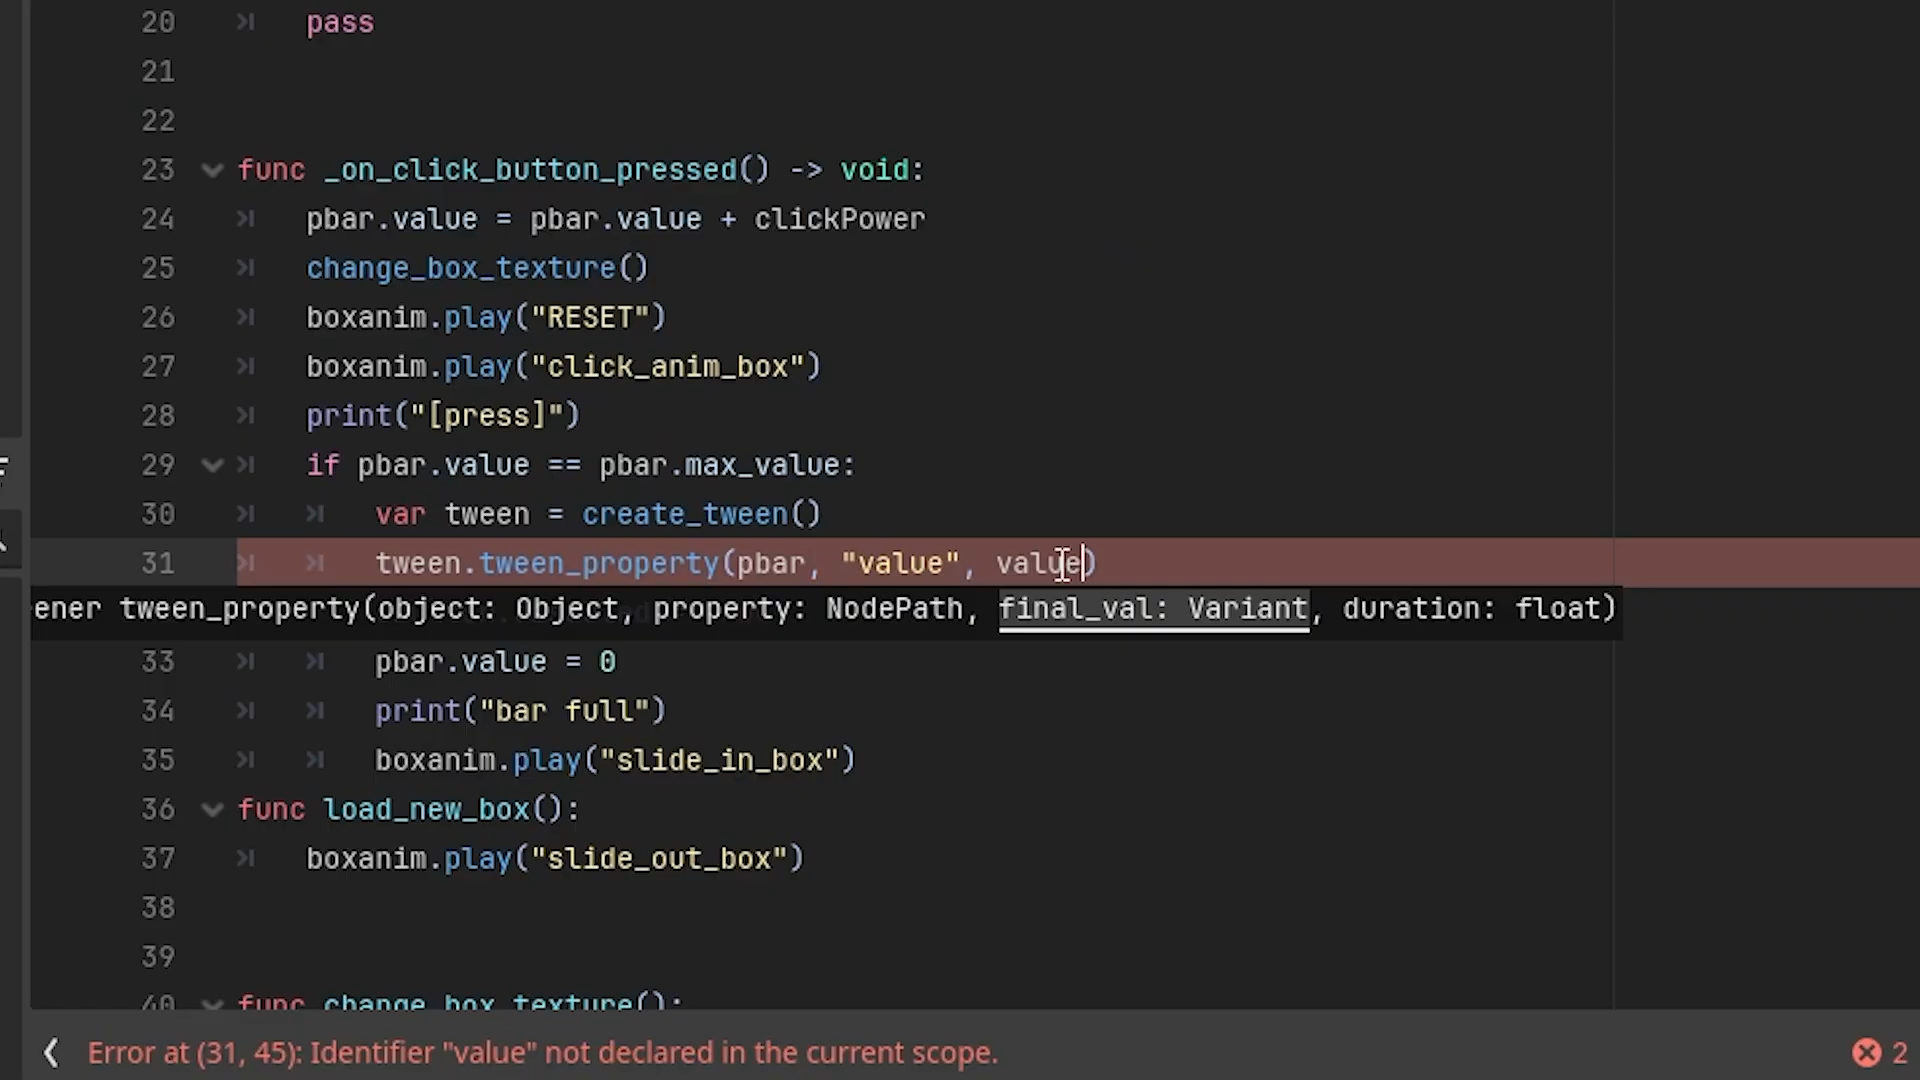 20 pass
21
22
23 func _on_click_button_pressed() -> void:
24 pbar.value = pbar.value + clickPower
25 change_box_texture()
26 boxanim.play("RESET")
27 boxanim.play("click_anim_box")
28 print("[press]")
29 if pbar.value == pbar.max_value:
30 var tween = create_tween()
31 tween.tween_property(pbar, "value", value)
ener tween_property(object: Object, property: NodePath, final_val: Variant, duration: float)
33 pbar.value = 0
34 print("bar full")
35 boxanim.play("slide_in_box")
36 func load_new_box():
37 boxanim.play("slide_out_box")
38
39
40 func change_box_texture():
Error at (31, 45): Identifier "value" not declared in the current scope.
2